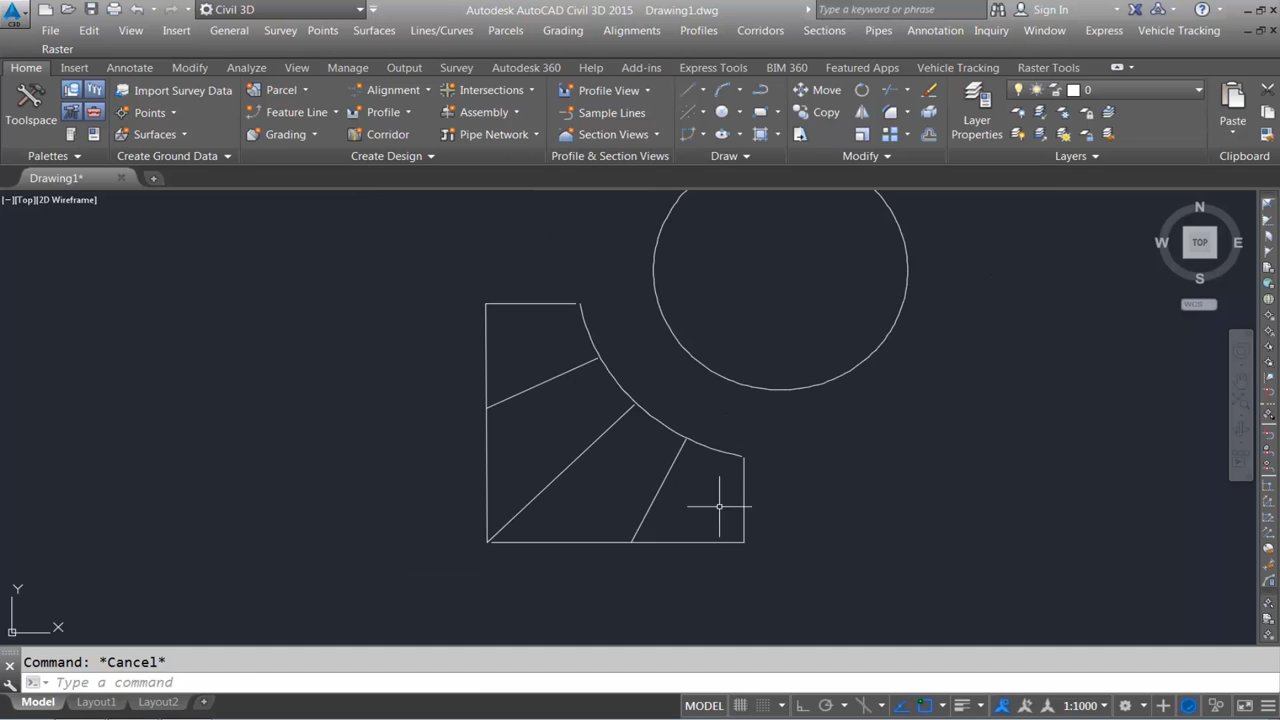 C3D
Civil 3D
Autodesk AutoCAD Civil 3D 2015 Drawing1.dwg
Type a keyword or phrase
Sign In
File Edit View Insert General Survey Points Surfaces Lines/Curves Parcels Grading Alignments Profiles Corridors Sections Pipes Annotation Inquiry Window Express Vehicle Tracking
Raster
Home Insert Annotate Modify Analyze View Manage Output Survey Autodesk 360 Help Add-ins Express Tools BIM 360 Featured Apps Vehicle Tracking Raster Tools
Toolspace
Import Survey Data
Points
Surfaces
Parcel
Feature Line
Grading
Alignment
Profile
Corridor
Intersections
Assembly
Pipe Network
Profile View
Sample Lines
Section Views
Move
Copy
Layer
Properties
0
Paste
Palettes Create Ground Data Create Design Profile & Section Views Draw Modify Layers Clipboard
Drawing1*
[−][Top][2D Wireframe]
N
W TOP E
S
WCS
Y
X
Command: *Cancel*
Type a command
Model Layout1 Layout2
MODEL
1:1000